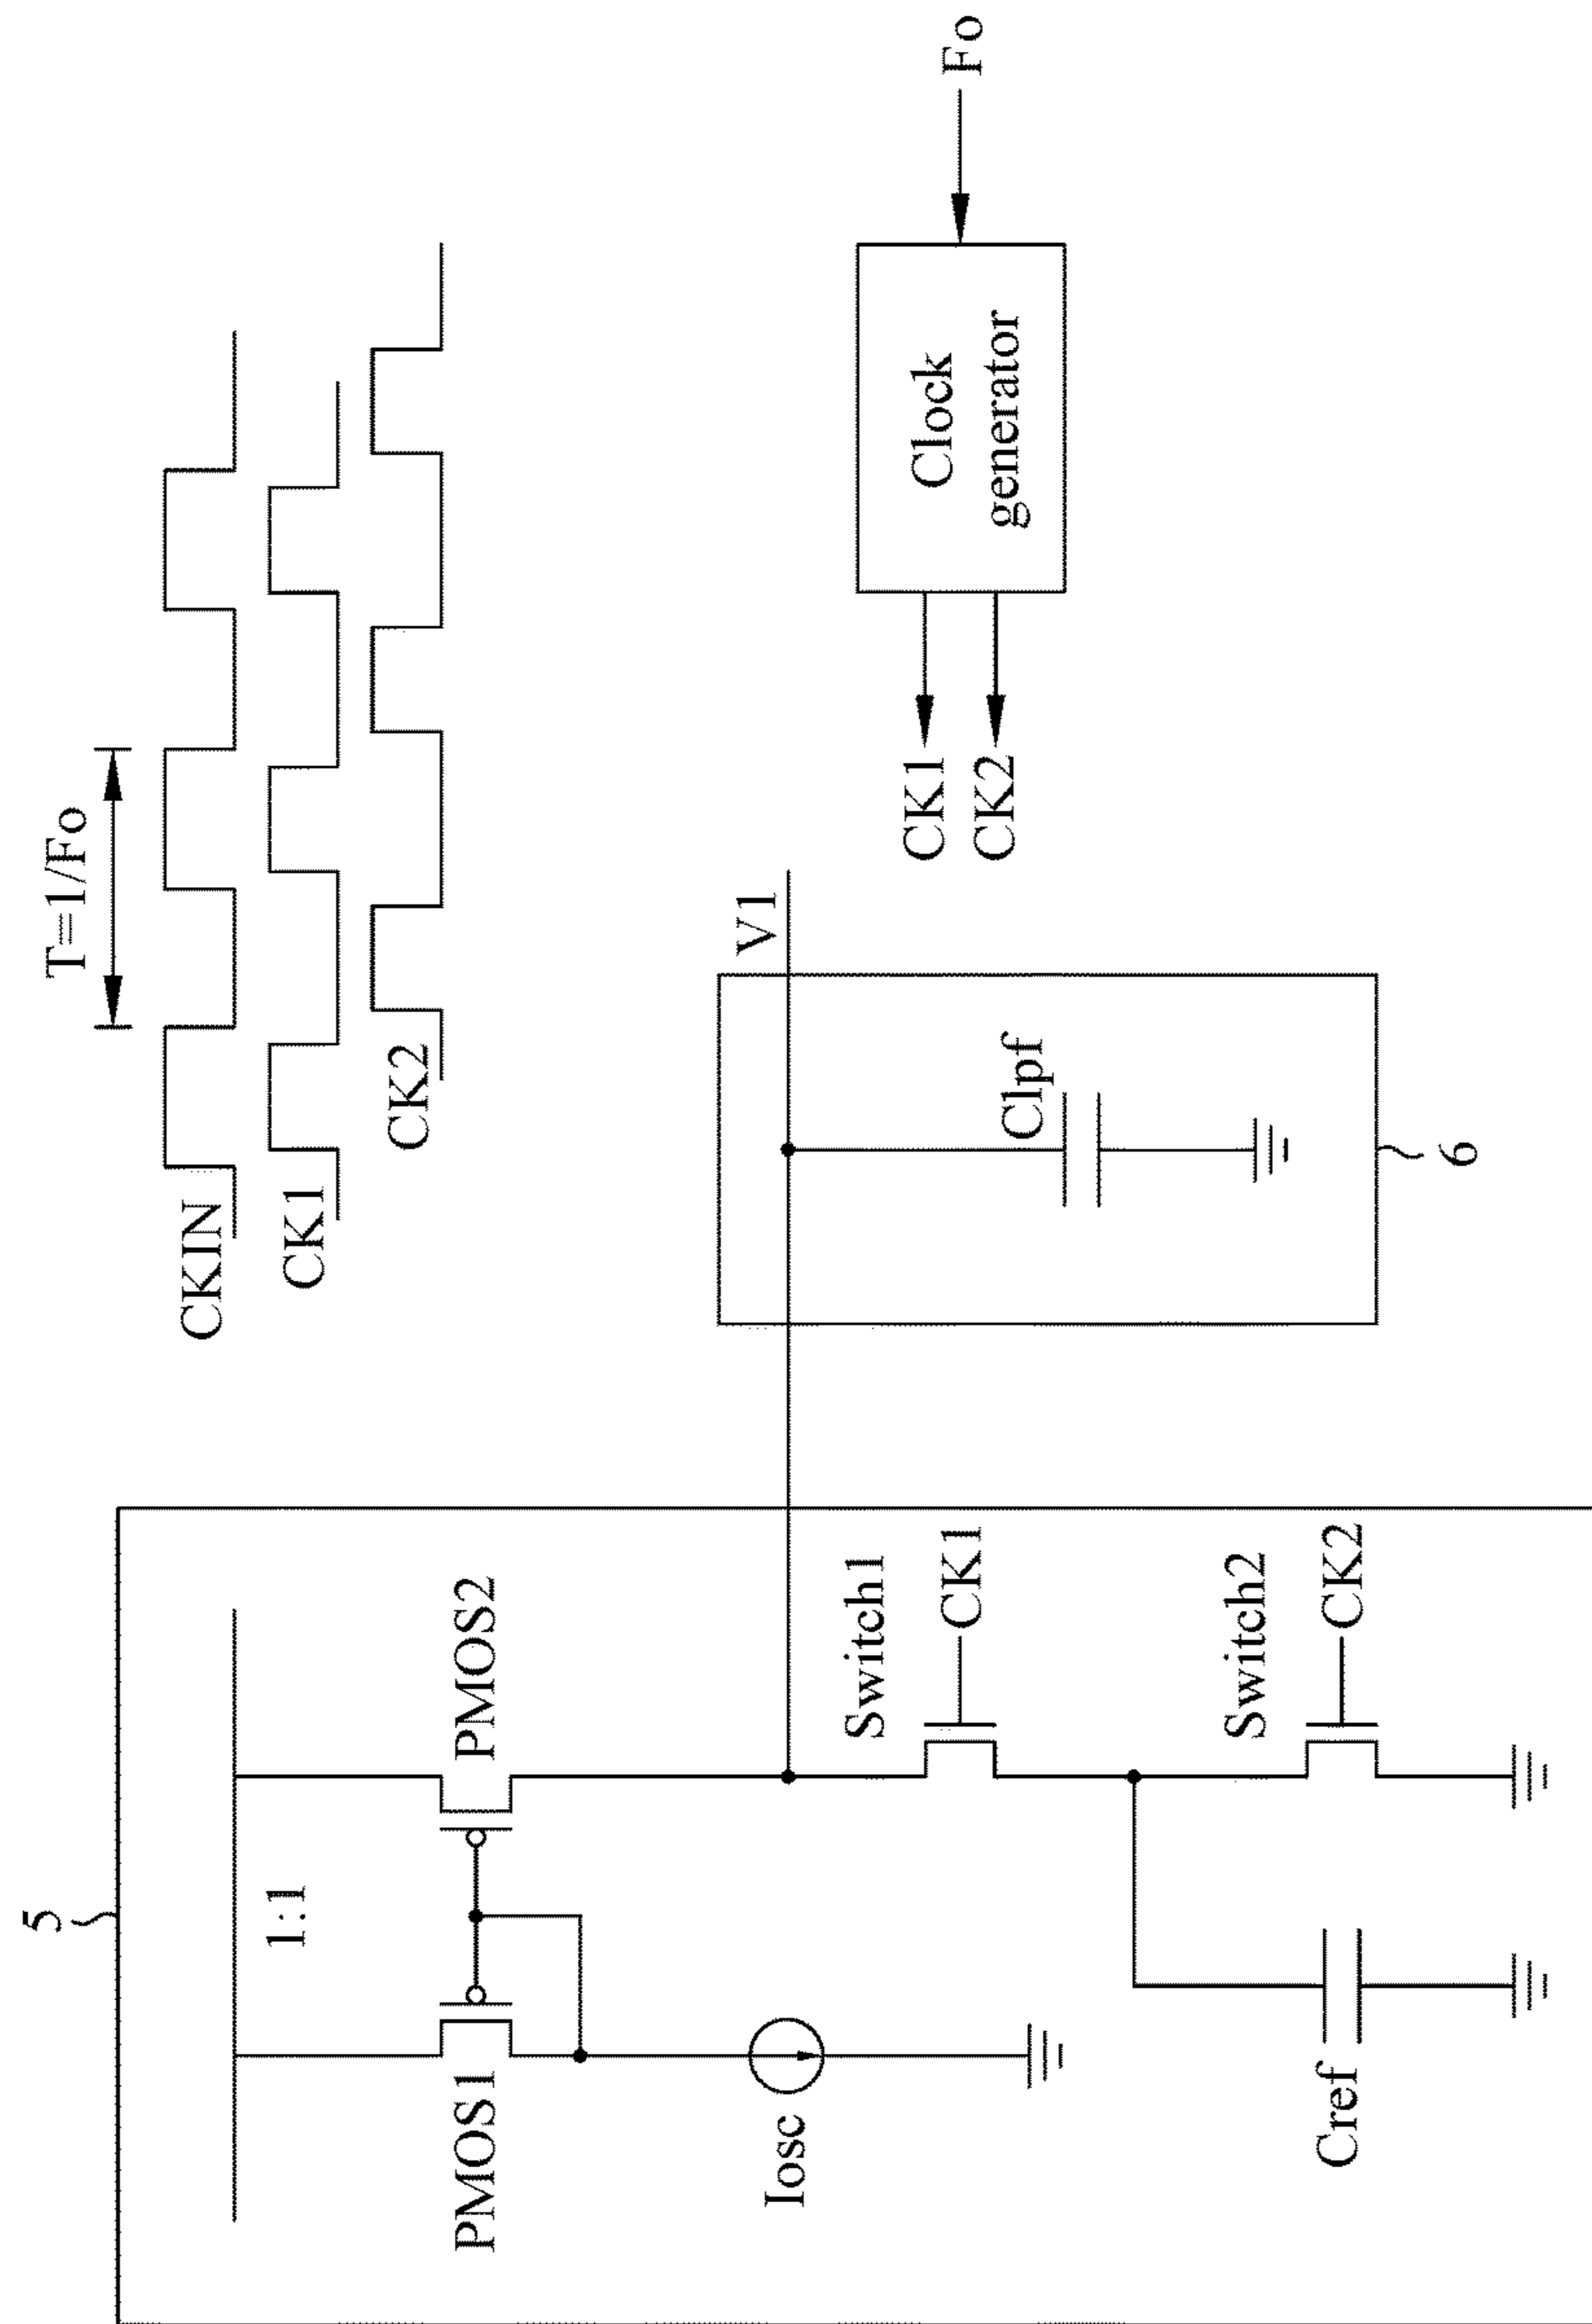 5
1:1
PMOS1
PMOS2
Iosc
Switch1
CK1
Cref
Switch2
CK2
V1
Clpf
6
T=1/Fo
CKIN
CK1
CK2
CK1
CK2
Clock
generator
Fo